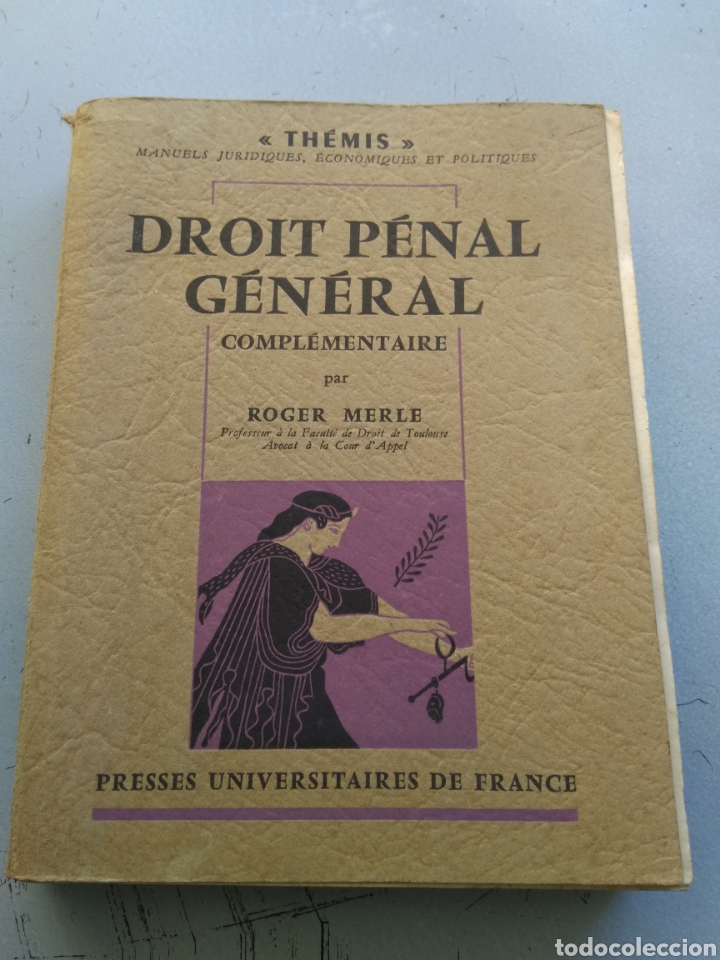 « THÉMIS »
MANUELS JURIDIQUES, ÉCONOMIQUES ET POLITIQUES
DROIT PÉNAL
GÉNÉRAL
COMPLÉMENTAIRE
par
ROGER MERLE
Professeur à la Faculté de Droit de Toulouse
Avocat à la Cour d'Appel
PRESSES UNIVERSITAIRES DE FRANCE
todocoleccion